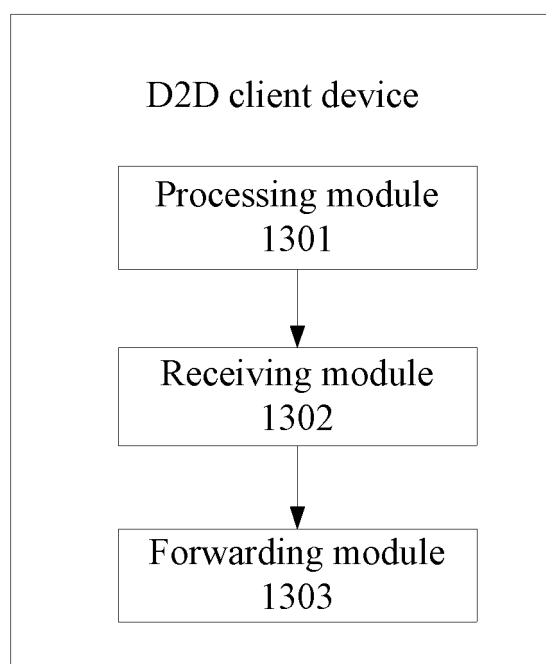 D2D client device
Processing module
1301
Receiving module
1302
Forwarding module
1303